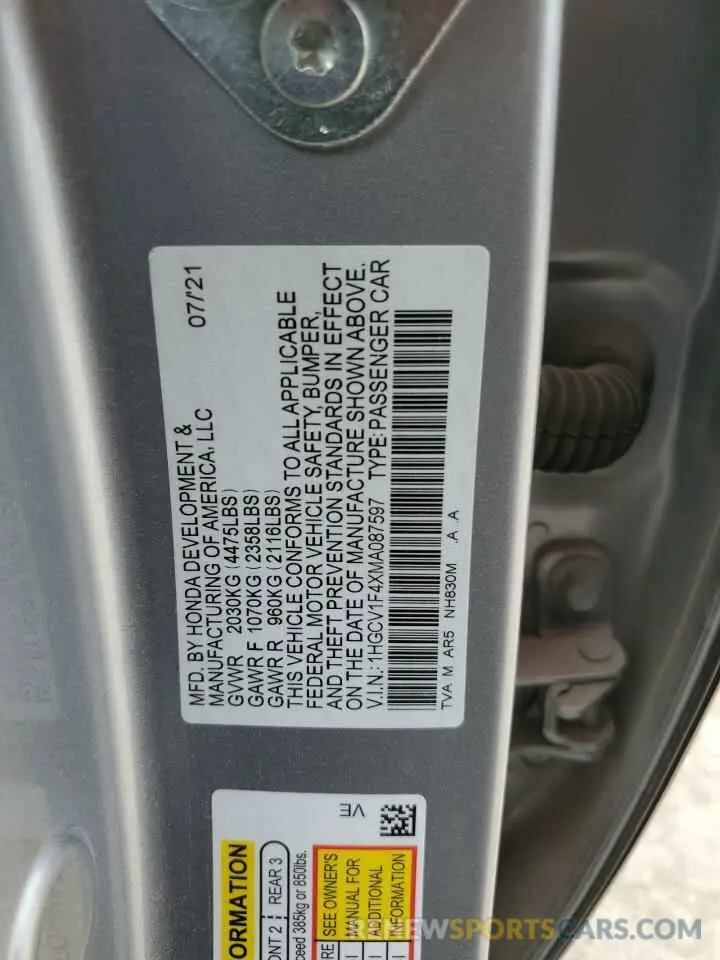 07/'21
MFD. BY HONDA DEVELOPMENT &
MANUFACTURING OF AMERICA, LLC
GVWR 2030KG (4475LBS)
GAWR F 1070KG (2358LBS)
GAWR R 960KG (2116LBS)
THIS VEHICLE CONFORMS TO ALL APPLICABLE
FEDERAL MOTOR VEHICLE SAFETY, BUMPER,
AND THEFT PREVENTION STANDARDS IN EFFECT
ON THE DATE OF MANUFACTURE SHOWN ABOVE.
V.I.N.: 1HGCV1F4XMA087597 TYPE: PASSENGER CAR
TVA M AR5 NH830M .A .A
VE
ORMATION
ONT 2 REAR 3
ceed 385kg or 850lbs.
RE SEE OWNER'S
MANUAL FOR
ADDITIONAL
INFORMATION
NEWSPORTSCARS.COM